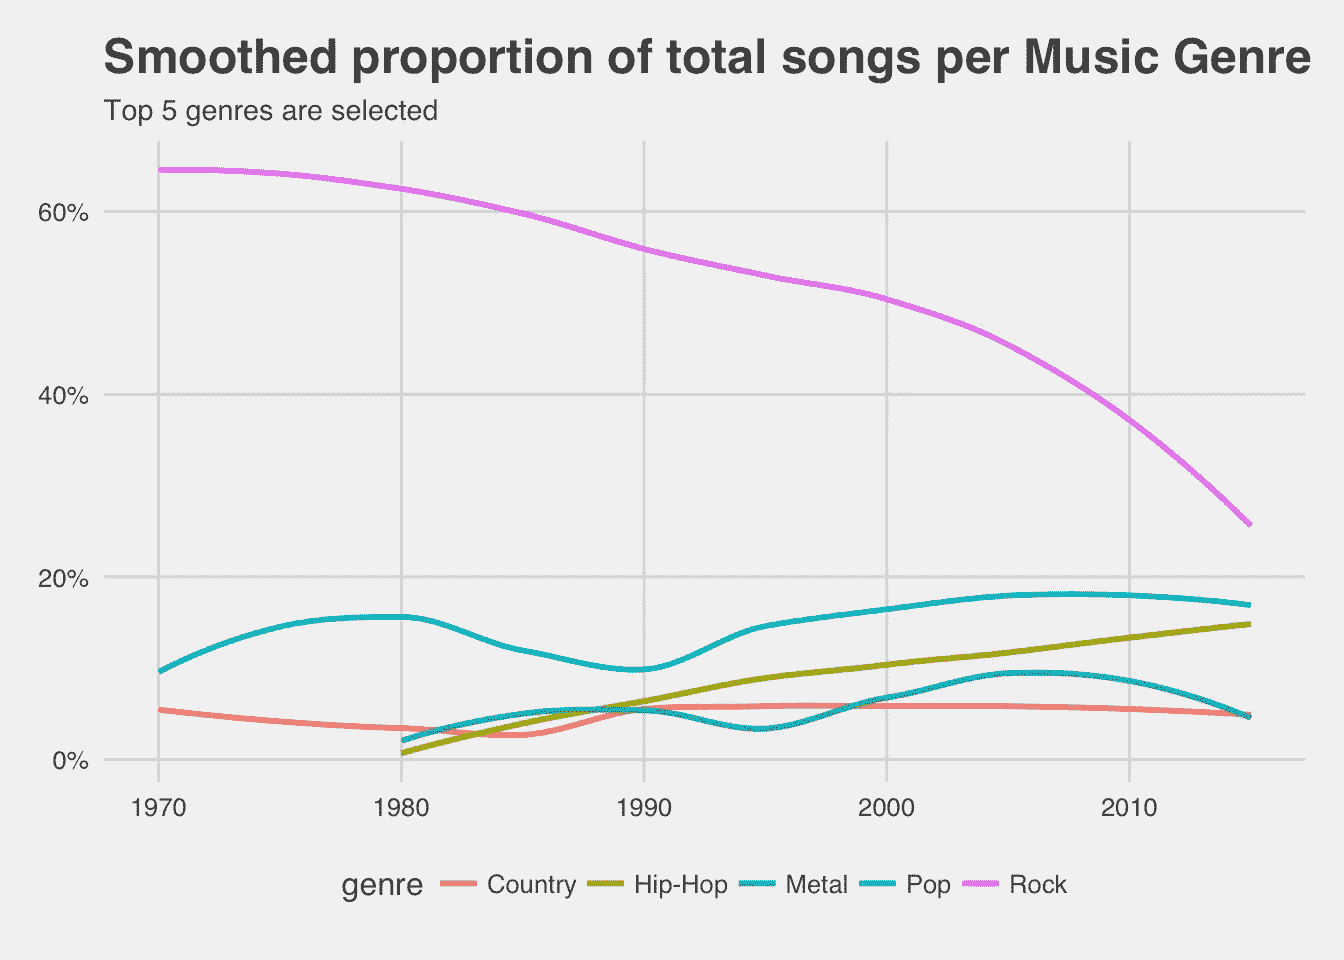 Smoothed proportion of total songs per Music Genre
Top 5 genres are selected
60%
40%
20%
0%
1970 1980 1990 2000 2010
genre Country Hip-Hop Metal Pop Rock